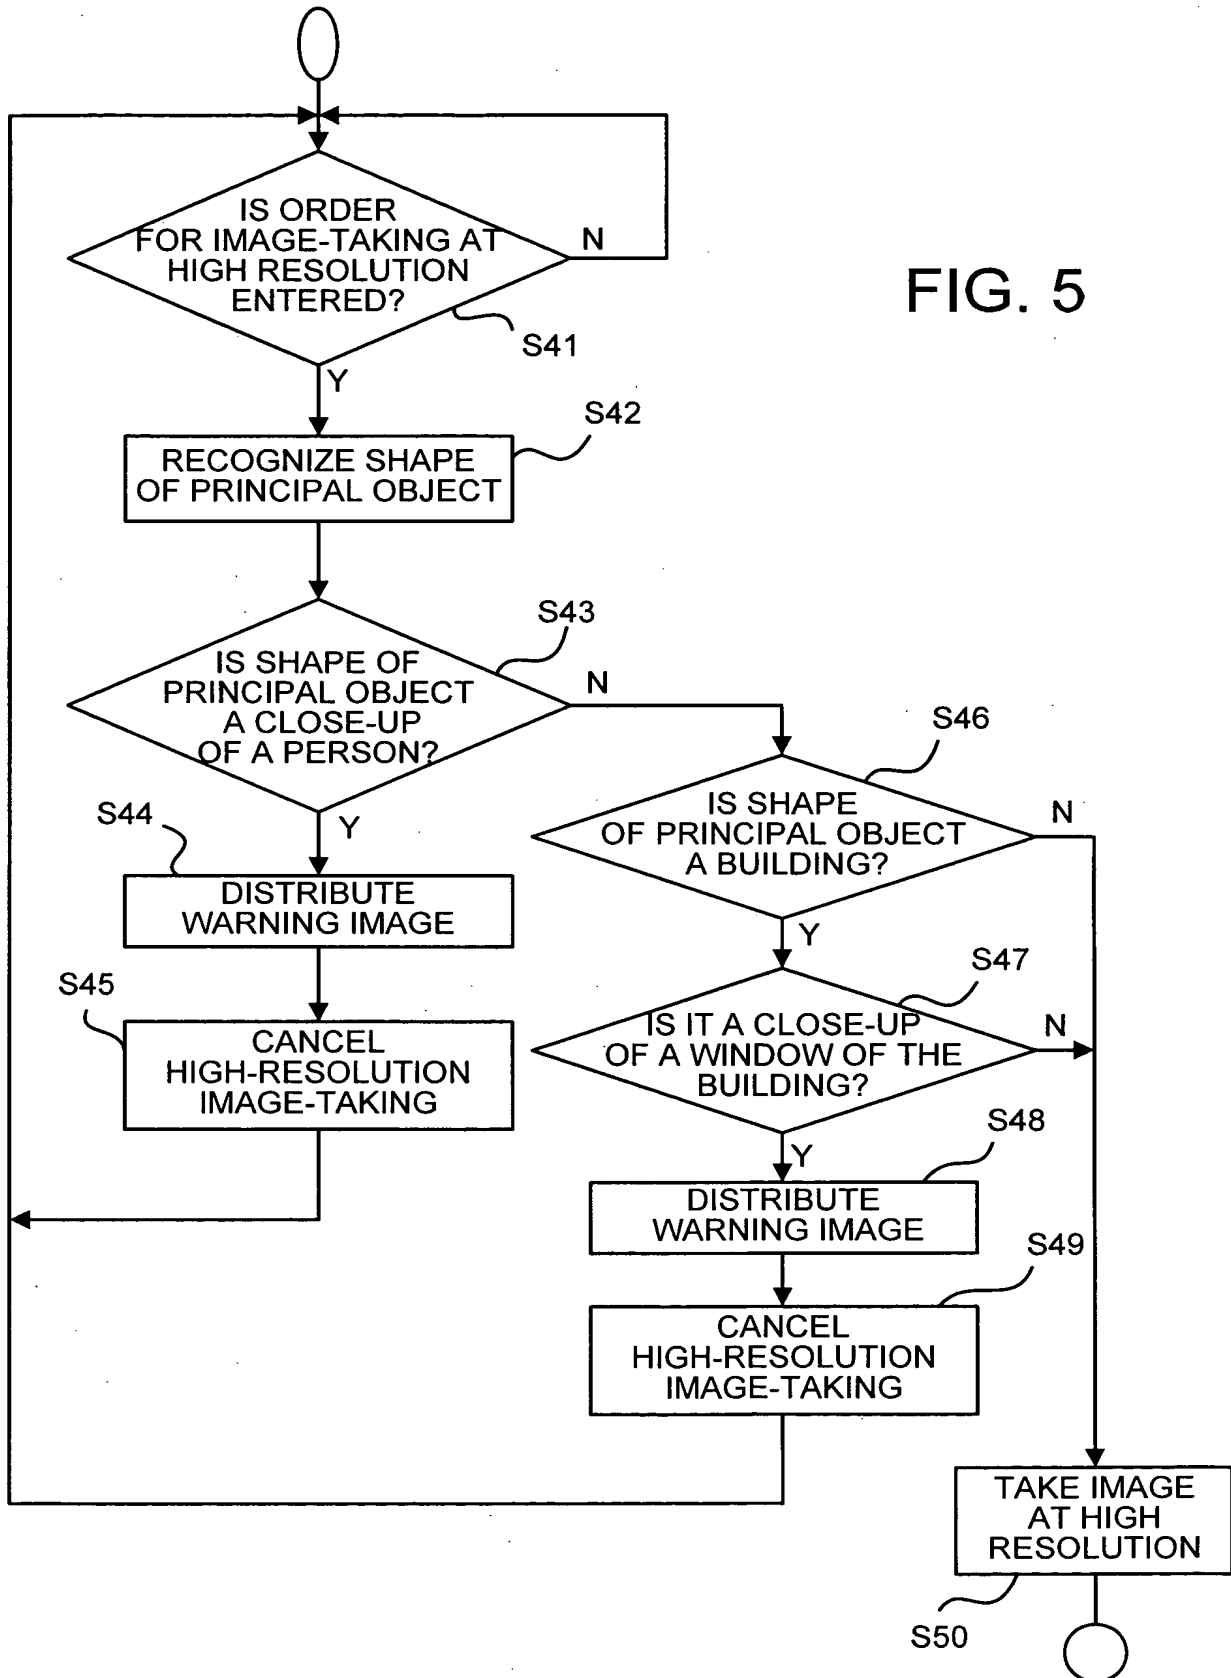 FIG. 5
IS ORDER
FOR IMAGE-TAKING AT
HIGH RESOLUTION
ENTERED?
N
S41
Y
S42
RECOGNIZE SHAPE
OF PRINCIPAL OBJECT
S43
IS SHAPE OF
PRINCIPAL OBJECT
A CLOSE-UP
OF A PERSON?
N
Y
S44
DISTRIBUTE
WARNING IMAGE
S45
CANCEL
HIGH-RESOLUTION
IMAGE-TAKING
S46
IS SHAPE
OF PRINCIPAL OBJECT
A BUILDING?
N
Y
S47
IS IT A CLOSE-UP
OF A WINDOW OF THE
BUILDING?
N
Y
S48
DISTRIBUTE
WARNING IMAGE
S49
CANCEL
HIGH-RESOLUTION
IMAGE-TAKING
TAKE IMAGE
AT HIGH
RESOLUTION
S50